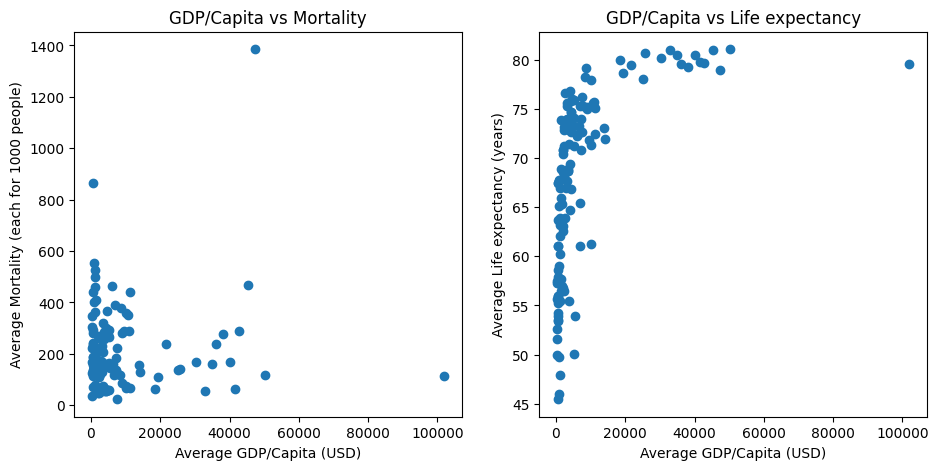 GDP/Capita vs Mortality
1400
1200
1000
800
600
400
200
0
Average Mortality (each for 1000 people)
0 20000 40000 60000 80000 100000
Average GDP/Capita (USD)
GDP/Capita vs Life expectancy
80
75
70
65
60
55
50
45
Average Life expectancy (years)
0 20000 40000 60000 80000 100000
Average GDP/Capita (USD)